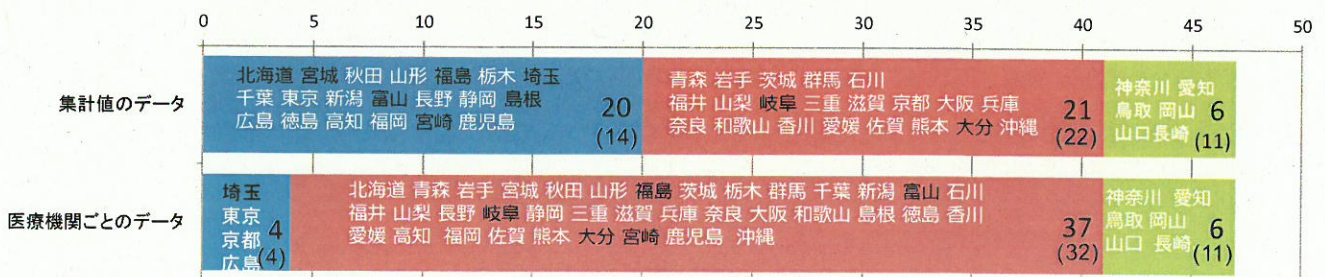 0 5 10 15 20 25 30 35 40 45 50
集計値のデータ
北海道 宮城 秋田 山形 福島 栃木 埼玉
千葉 東京 新潟 富山 長野 静岡 島根
広島 徳島 高知 福岡 宮崎 鹿児島
20
(14)
青森 岩手 茨城 群馬 石川
福井 山梨 岐阜 三重 滋賀 京都 大阪 兵庫
奈良 和歌山 香川 愛媛 佐賀 熊本 大分 沖縄
21
(22)
神奈川 愛知
鳥取 岡山
山口 長崎
6
(11)
医療機関ごとのデータ
埼玉
東京
京都
広島
4
(4)
北海道 青森 岩手 宮城 秋田 山形 福島 茨城 栃木 群馬 千葉 新潟 富山 石川
福井 山梨 長野 岐阜 静岡 三重 滋賀 兵庫 奈良 大阪 和歌山 島根 徳島 香川
愛媛 高知 福岡 佐賀 熊本 大分 宮崎 鹿児島 沖縄
37
(32)
神奈川 愛知
鳥取 岡山
山口 長崎
6
(11)